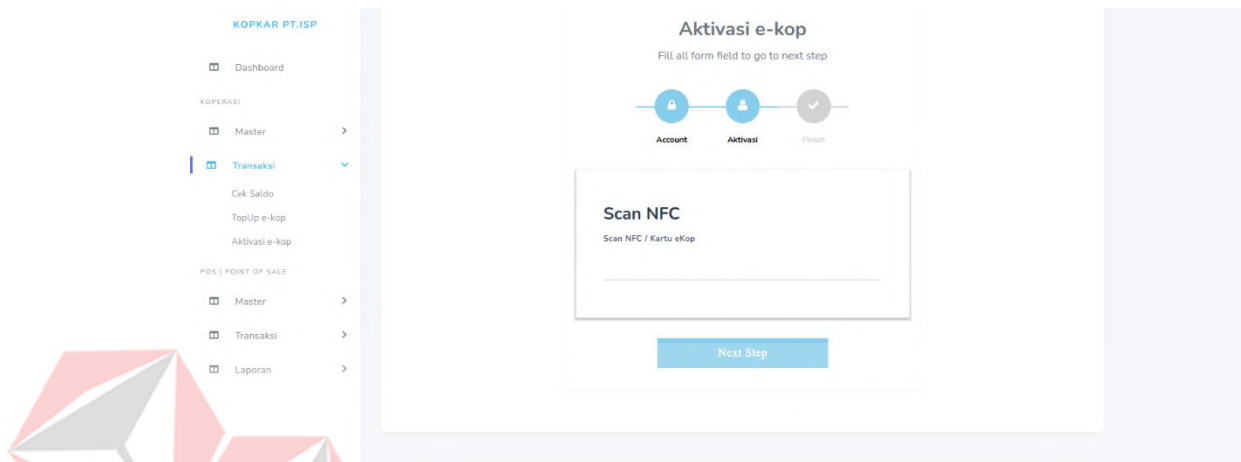 KOPKAR PT.ISP
Dashboard
KOPERASI
Master
Transaksi
Cek Saldo
TopUp e-kop
Aktivasi e-kop
POS | POINT OF SALE
Master
Transaksi
Laporan
Aktivasi e-kop
Fill all form field to go to next step
Account Aktivasi Finish
Scan NFC
Scan NFC / Kartu eKop
Next Step